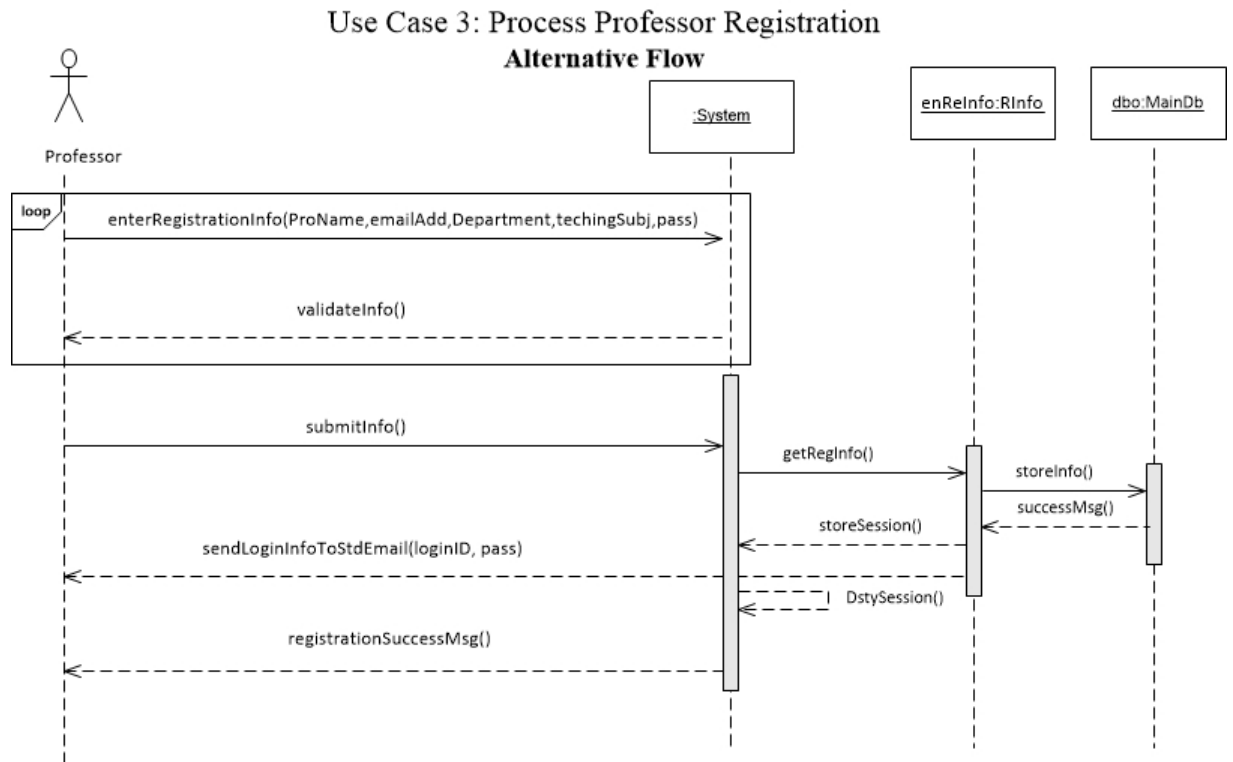 Use Case 3: Process Professor Registration
Alternative Flow
:System
enReInfo:RInfo
dbo:MainDb
Professor
loop
enterRegistrationInfo(ProName,emailAdd,Department,techingSubj,pass)
validateInfo()
submitInfo()
getRegInfo()
storeInfo()
successMsg()
storeSession()
sendLoginInfoToStdEmail(loginID, pass)
DstySession()
registrationSuccessMsg()